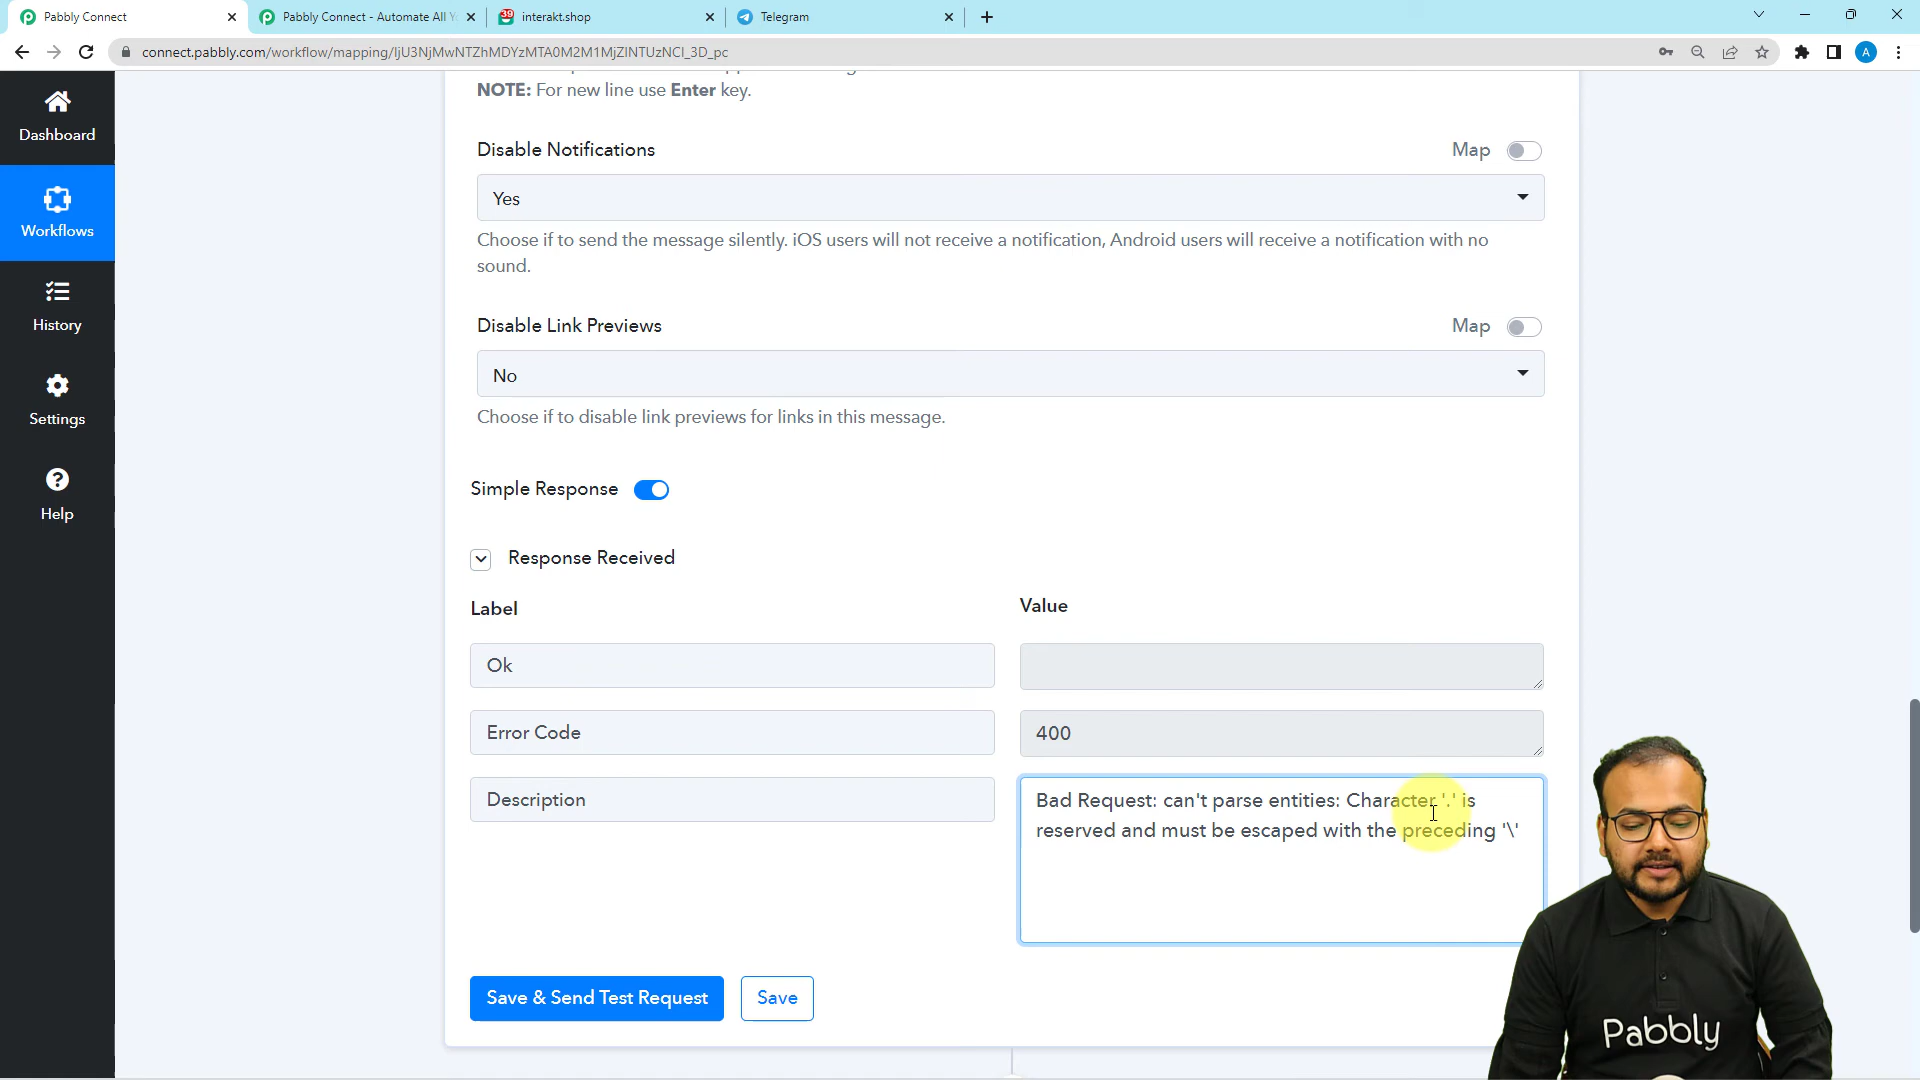 Pabbly Connect
Pabbly Connect - Automate All Yo
39
interakt.shop
Telegram
connect.pabbly.com/workflow/mapping/IjU3NjMwNTZhMDYzMTA0M2M1MjZlNTUzNCI_3D_pc
A
NOTE: For new line use Enter key.
Dashboard
Workflows
History
Settings
Help
Disable Notifications
Map
Yes
Choose if to send the message silently. iOS users will not receive a notification, Android users will receive a notification with no
sound.
Disable Link Previews
Map
No
Choose if to disable link previews for links in this message.
Simple Response
Response Received
Label
Value
Ok
Error Code
400
Description
Bad Request: can't parse entities: Character '.' is
reserved and must be escaped with the preceding '\'
Save & Send Test Request
Save
Pabbly